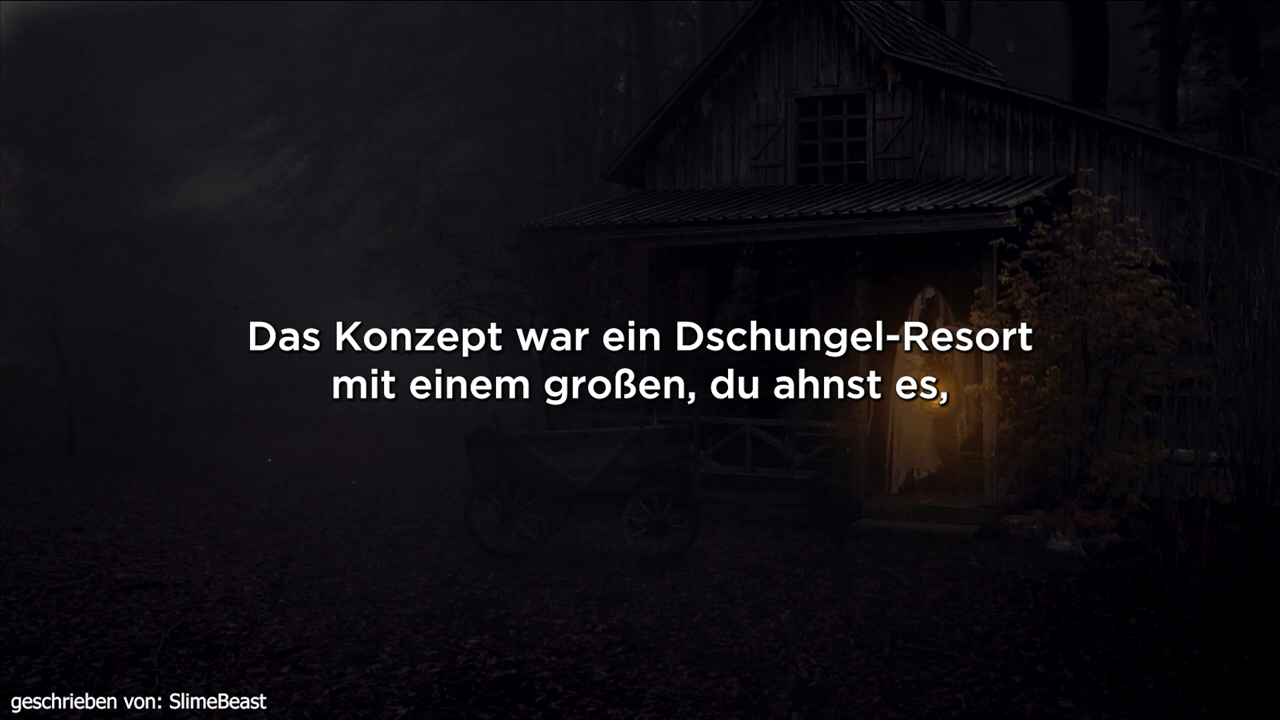 Das Konzept war ein Dschungel-Resort
mit einem großen, du ahnst es,
geschrieben von: SlimeBeast